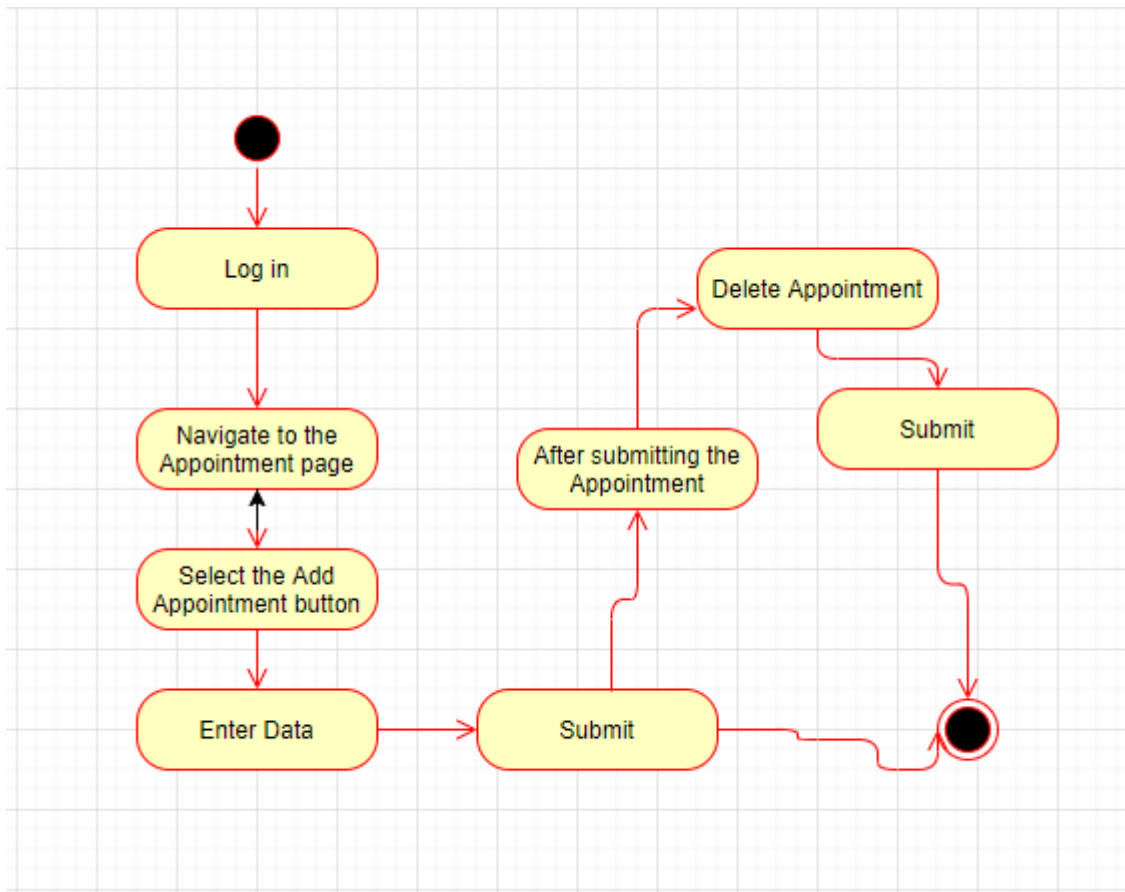 Log in
Navigate to the
Appointment page
Select the Add
Appointment button
Enter Data
Submit
After submitting the
Appointment
Delete Appointment
Submit